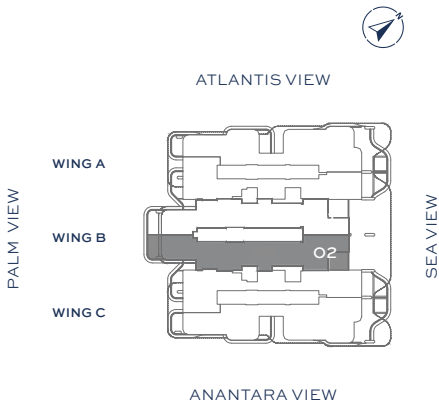 N
ATLANTIS VIEW
WING A
PALM VIEW
WING B
02
SEA VIEW
WING C
ANANTARA VIEW